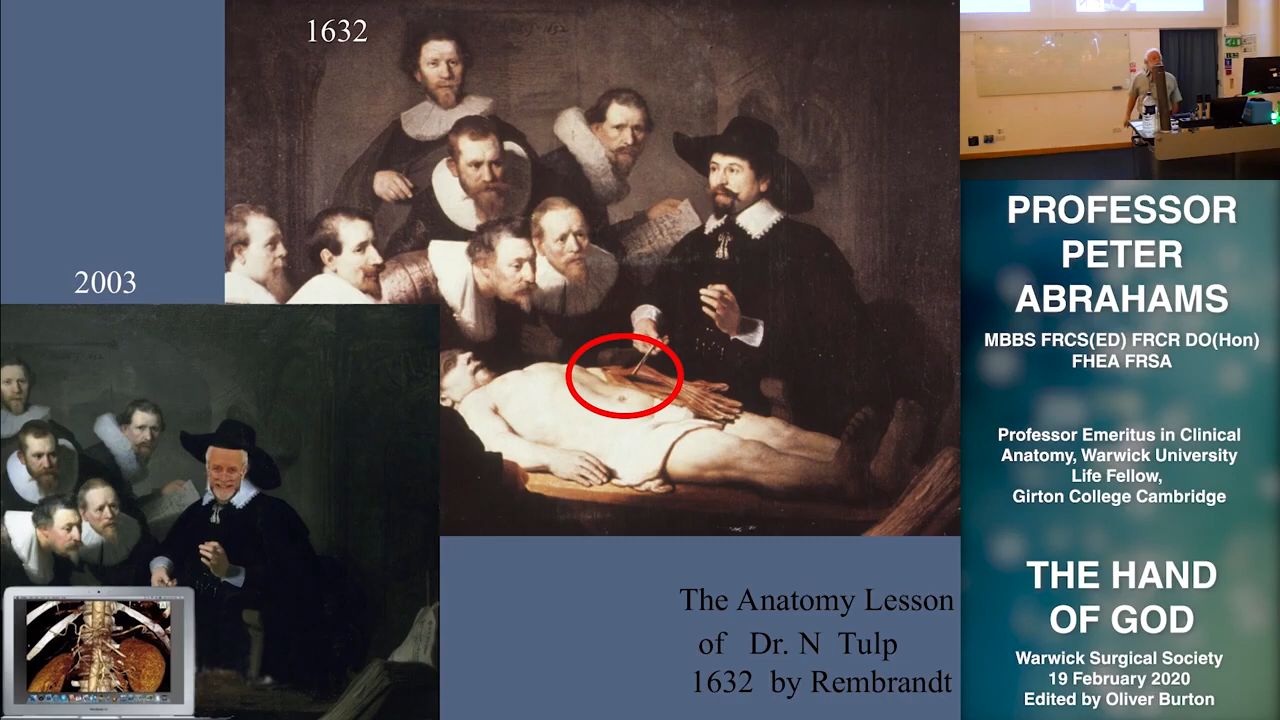 1632
2003
The Anatomy Lesson
of Dr. N Tulp
1632 by Rembrandt
PROFESSOR
PETER
ABRAHAMS
MBBS FRCS(ED) FRCR DO(Hon)
FHEA FRSA
Professor Emeritus in Clinical
Anatomy, Warwick University
Life Fellow,
Girton College Cambridge
THE HAND
OF GOD
Warwick Surgical Society
19 February 2020
Edited by Oliver Burton